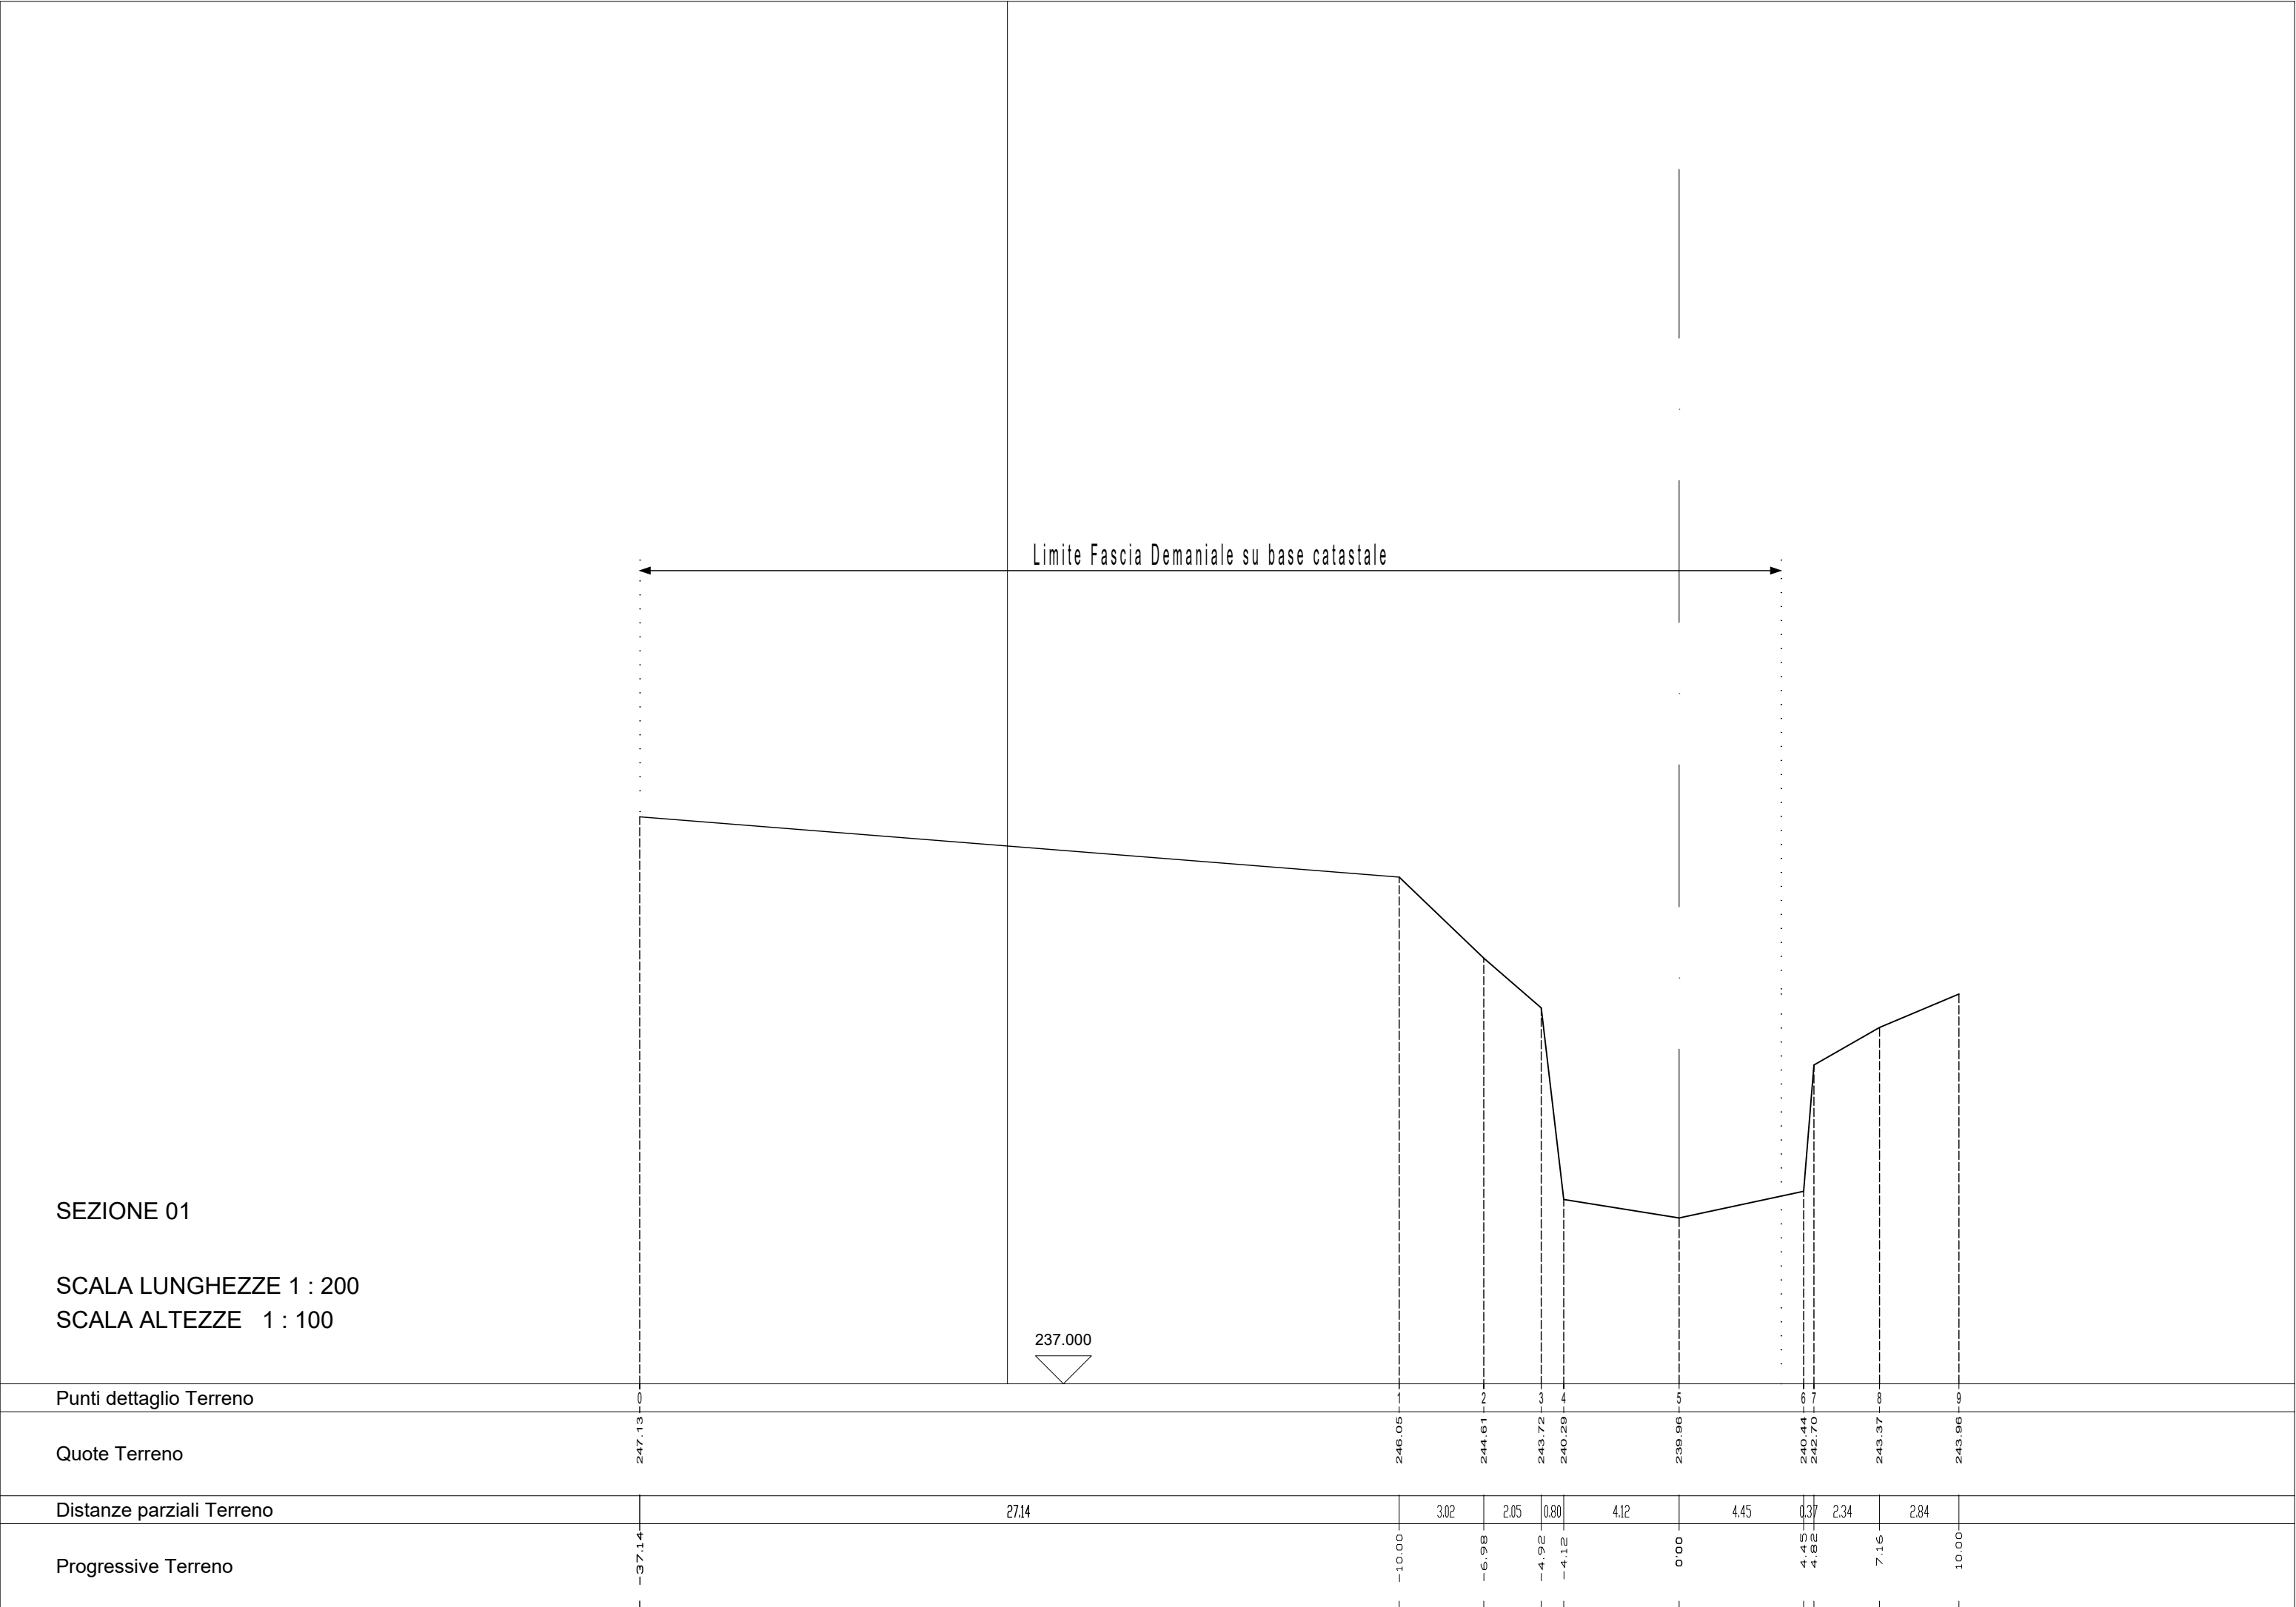 Limite Fascia Demaniale su base catastale
SEZIONE 01
SCALA LUNGHEZZE 1 : 200
SCALA ALTEZZE 1 : 100
237.000
Punti dettaglio Terreno 0 1 2 3 4 5 6 7 8 9
Quote Terreno 247.13 246.05 244.61 243.72 240.29 239.96 240.44 242.70 243.37 243.96
Distanze parziali Terreno 27.14 3.02 2.05 0.80 4.12 4.45 0.37 2.34 2.84
Progressive Terreno -37.14 -10.00 -6.98 -4.92 -4.12 0.00 4.45 4.82 7.16 10.00